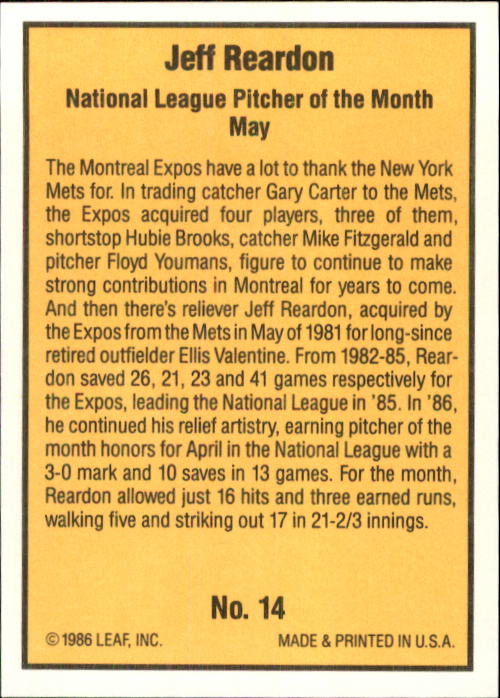 Jeff Reardon
National League Pitcher of the Month
May
The Montreal Expos have a lot to thank the New York
Mets for. In trading catcher Gary Carter to the Mets,
the Expos acquired four players, three of them,
shortstop Hubie Brooks, catcher Mike Fitzgerald and
pitcher Floyd Youmans, figure to continue to make
strong contributions in Montreal for years to come.
And then there's reliever Jeff Reardon, acquired by
the Expos from the Mets in May of 1981 for long-since
retired outfielder Ellis Valentine. From 1982-85, Rear-
don saved 26, 21, 23 and 41 games respectively for
the Expos, leading the National League in '85. In '86,
he continued his relief artistry, earning pitcher of the
month honors for April in the National League with a
3-0 mark and 10 saves in 13 games. For the month,
Reardon allowed just 16 hits and three earned runs,
walking five and striking out 17 in 21-2/3 innings.
No. 14
©1986 LEAF, INC. MADE & PRINTED IN U.S.A.